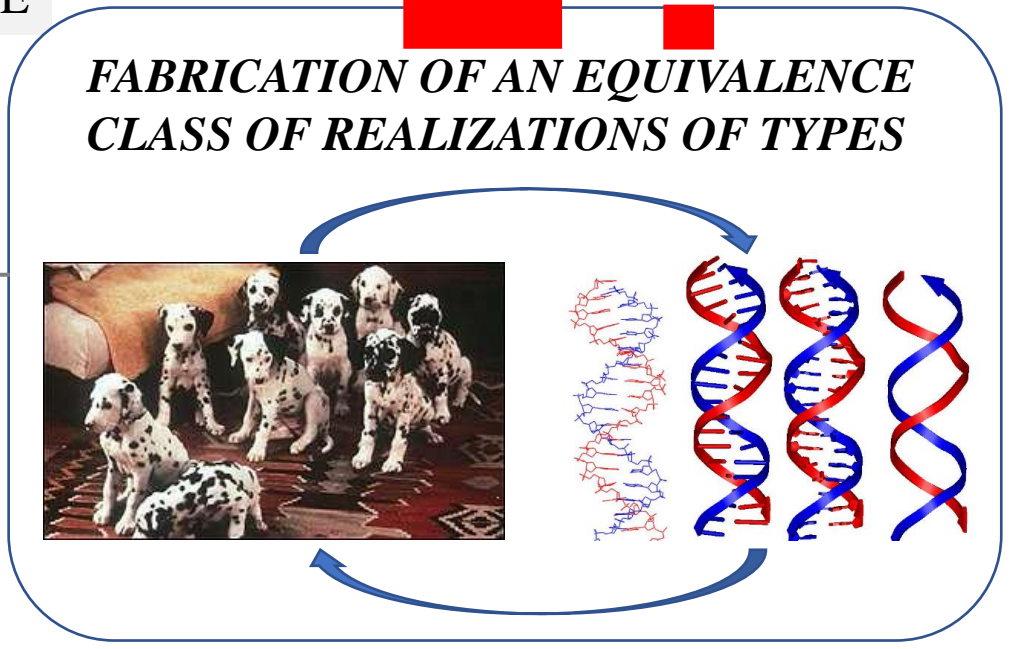 E
FABRICATION OF AN EQUIVALENCE
CLASS OF REALIZATIONS OF TYPES